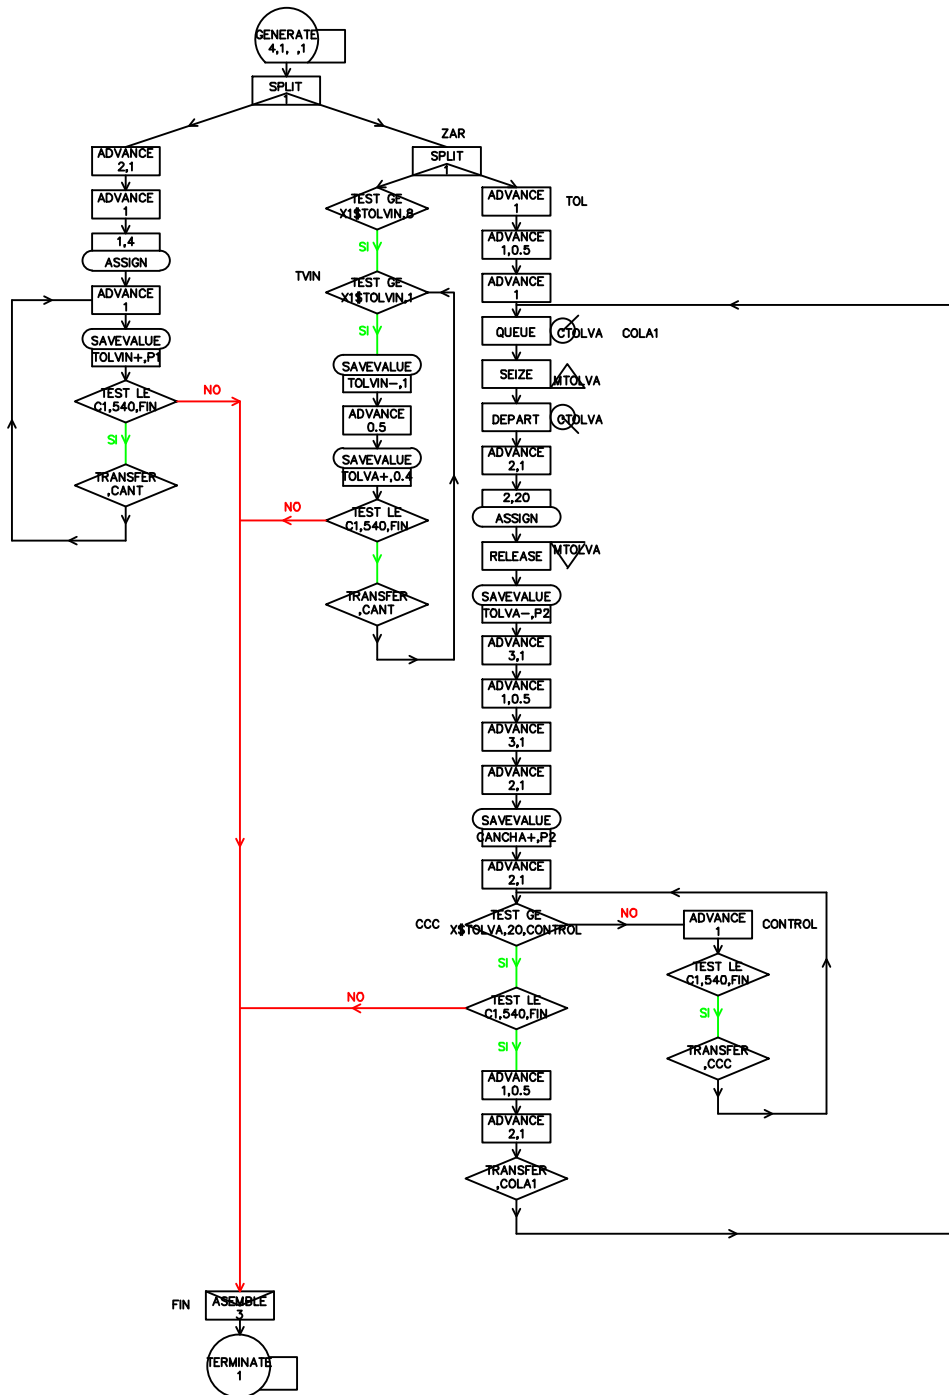 GENERATE
4,1, ,1
SPLIT
1
ADVANCE
2,1
ADVANCE
1
1,4
ASSIGN
ADVANCE
1
SAVEVALUE
TOLVIN+,P1
TEST LE
C1,540,FIN
NO
SI
TRANSFER
,CANT
ZAR
SPLIT
1
TEST GE
X1$TOLVIN,8
SI
TVIN
TEST GE
X1$TOLVIN,1
SI
SAVEVALUE
TOLVIN-,1
ADVANCE
0.5
SAVEVALUE
TOLVA+,0.4
NO
TEST LE
C1,540,FIN
TRANSFER
,CANT
ADVANCE
1
TOL
ADVANCE
1,0.5
ADVANCE
1
QUEUE
CTOLVA
COLA1
SEIZE
MTOLVA
DEPART
CTOLVA
ADVANCE
2,1
2,20
ASSIGN
RELEASE
MTOLVA
SAVEVALUE
TOLVA-,P2
ADVANCE
3,1
ADVANCE
1,0.5
ADVANCE
3,1
ADVANCE
2,1
SAVEVALUE
CANCHA+,P2
ADVANCE
2,1
CCC
TEST GE
X$TOLVA,20,CONTROL
NO
ADVANCE
1
CONTROL
TEST LE
C1,540,FIN
SI
TRANSFER
,CCC
SI
NO
TEST LE
C1,540,FIN
SI
ADVANCE
1,0.5
ADVANCE
2,1
TRANSFER
,COLA1
FIN
ASEMBLE
3
TERMINATE
1